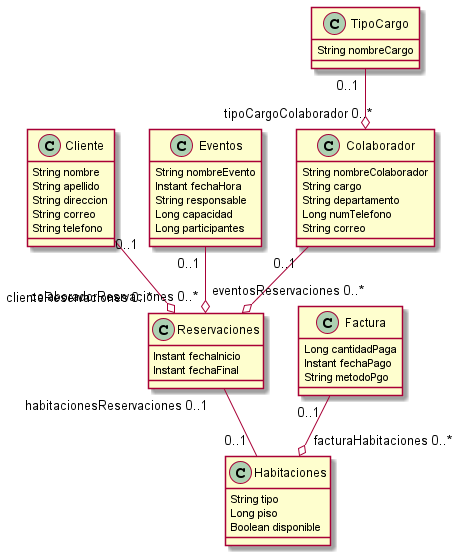 C TipoCargo
String nombreCargo
0..1
tipoCargoColaborador 0..*
C Cliente
String nombre
String apellido
String direccion
String correo
String telefono
C Eventos
String nombreEvento
Instant fechaHora
String responsable
Long capacidad
Long participantes
C Colaborador
String nombreColaborador
String cargo
String departamento
Long numTelefono
String correo
0..1
0..1
0..1
clienteReservaciones 0..*
colaboradorReservaciones 0..*
eventosReservaciones 0..*
C Reservaciones
Instant fechaInicio
Instant fechaFinal
C Factura
Long cantidadPaga
Instant fechaPago
String metodoPgo
habitacionesReservaciones 0..1
0..1
0..1
facturaHabitaciones 0..*
C Habitaciones
String tipo
Long piso
Boolean disponible